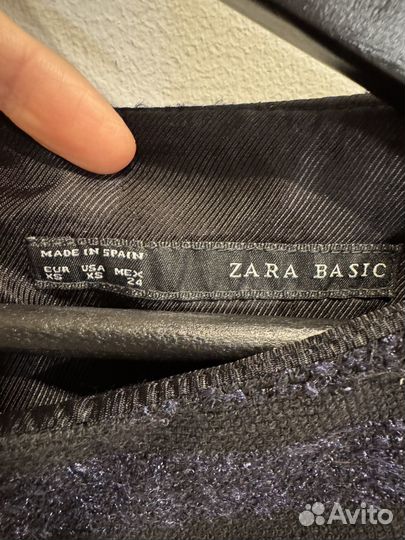 MADE IN SPAIN
EUR USA MEX
XS XS 24
ZARA BASIC
Avito